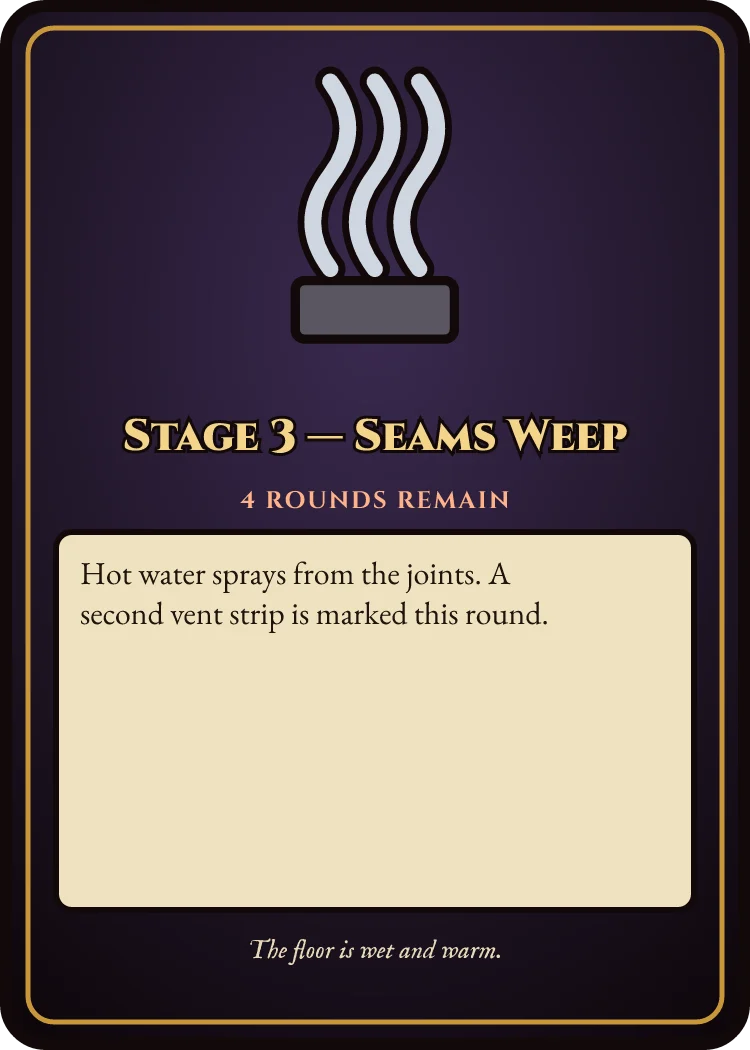 Stage 3 — Seams Weep
4 ROUNDS REMAIN
Hot water sprays from the joints. A
second vent strip is marked this round.
The floor is wet and warm.